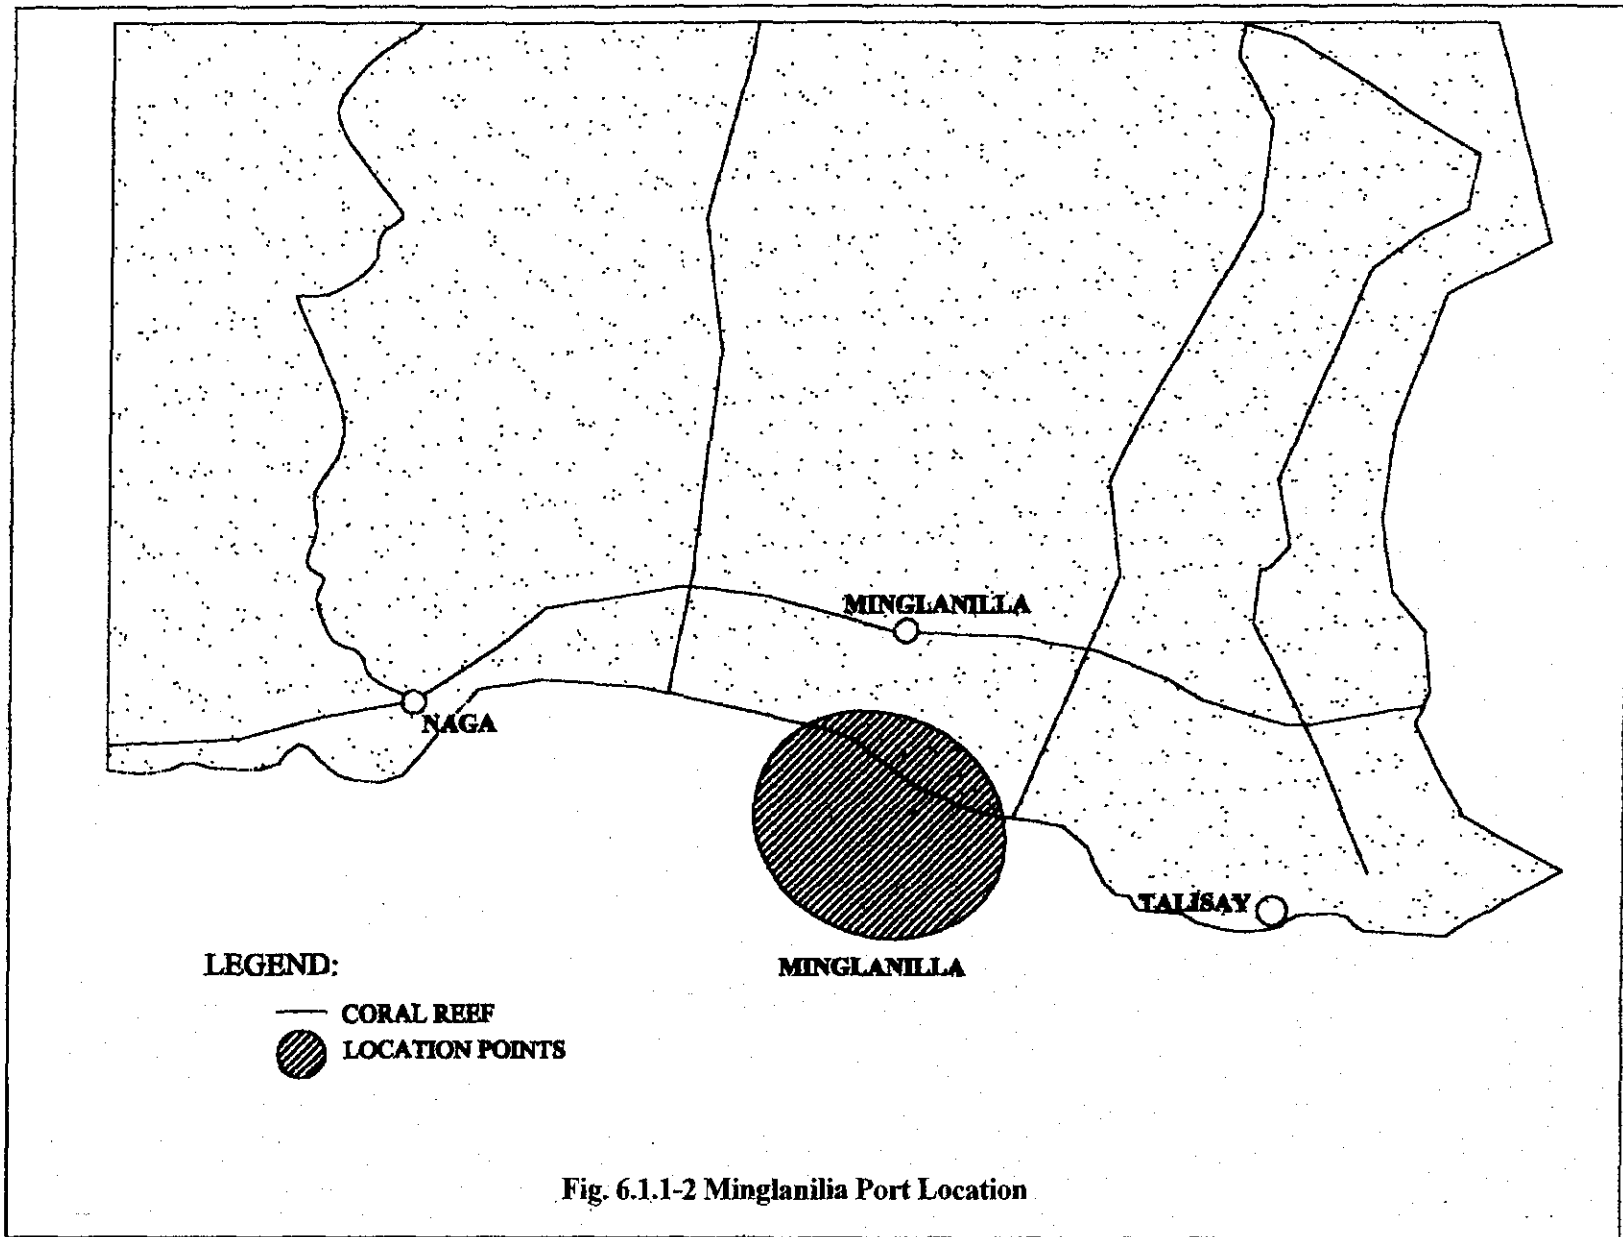 MINGLANILLA
NAGA
TALISAY
MINGLANILLA
LEGEND:
CORAL REEF
LOCATION POINTS
Fig. 6.1.1-2 Minglanilia Port Location